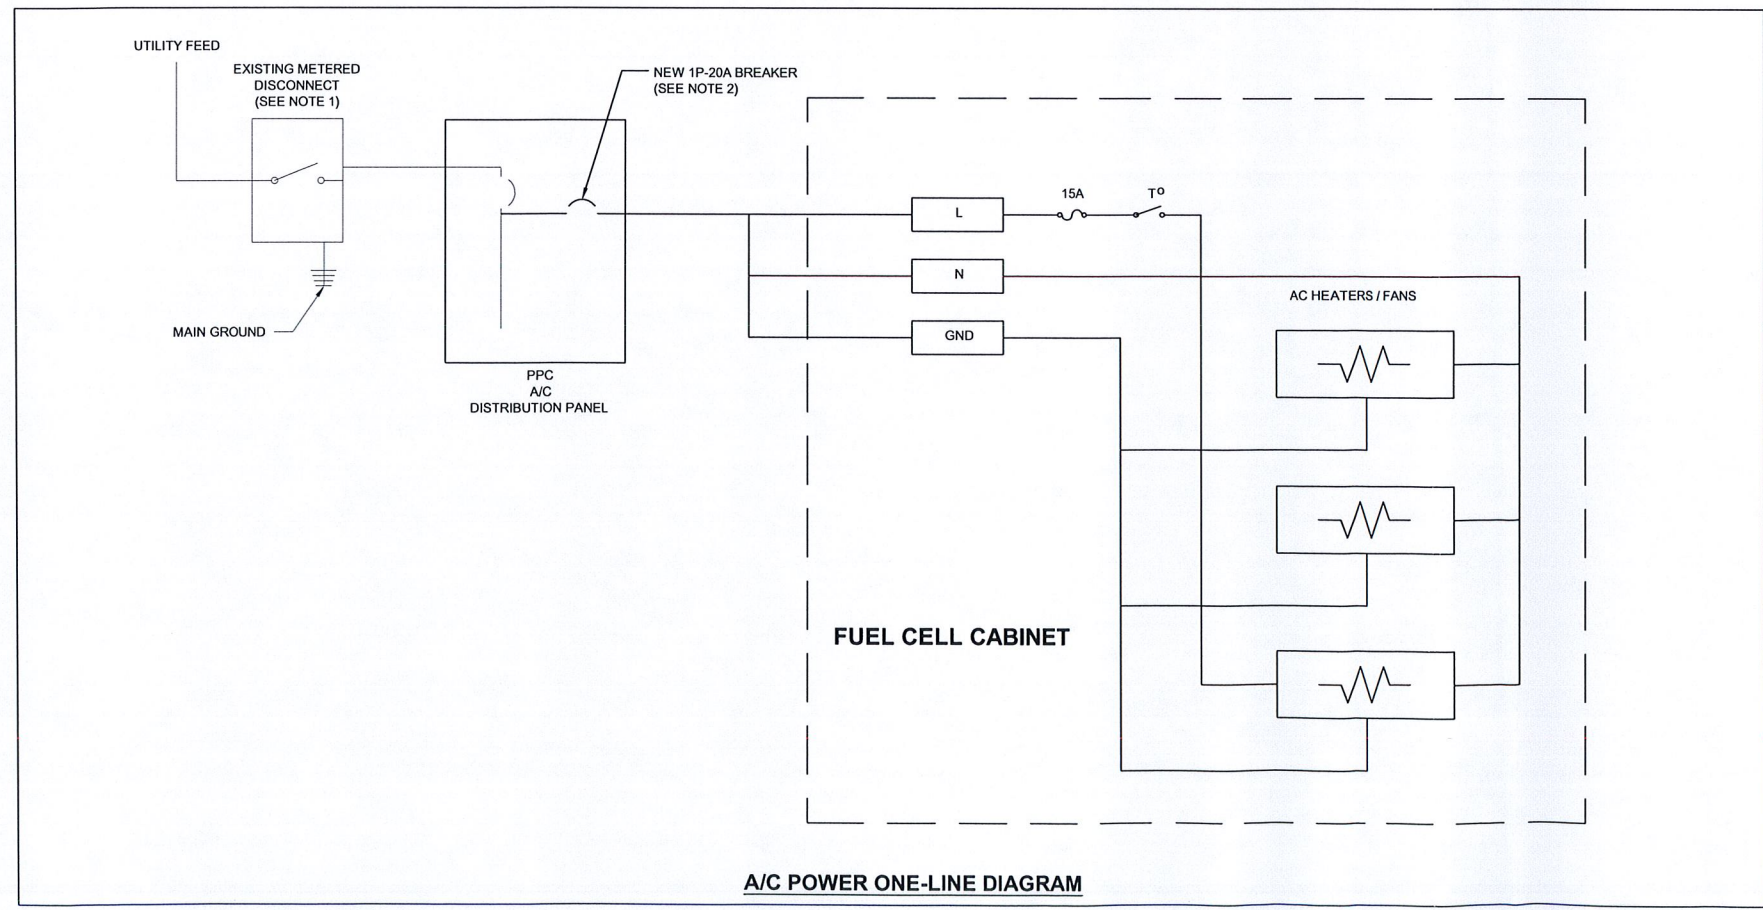 UTILITY FEED
EXISTING METERED
DISCONNECT
(SEE NOTE 1)
NEW 1P-20A BREAKER
(SEE NOTE 2)
MAIN GROUND
PPC
A/C
DISTRIBUTION PANEL
L
15A
T°
N
AC HEATERS / FANS
GND
FUEL CELL CABINET
A/C POWER ONE-LINE DIAGRAM